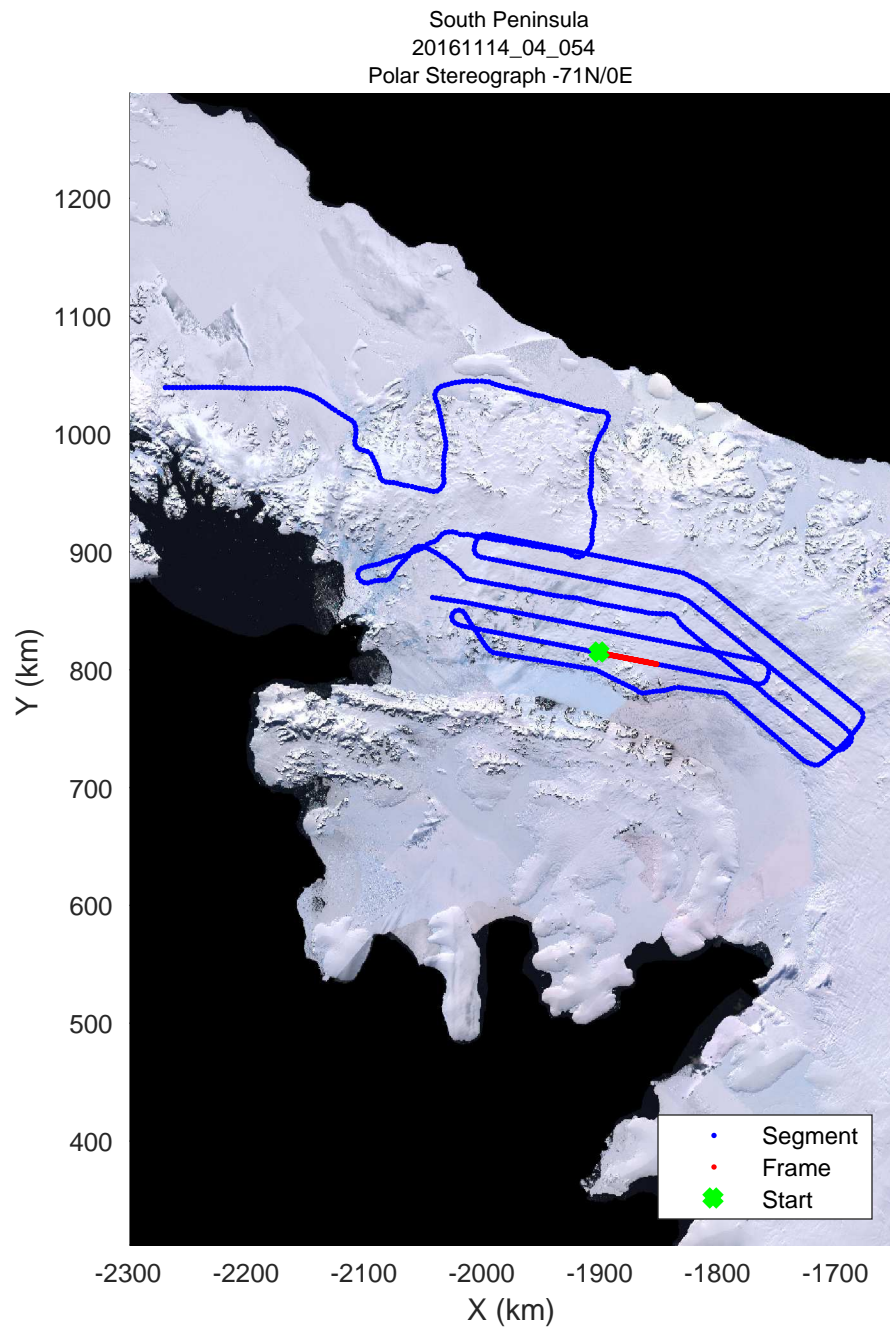 South Peninsula
20161114_04_054
Polar Stereograph -71N/0E
1200
1100
1000
900
800
700
600
500
400
Y (km)
Segment
Frame
Start
-2300 -2200 -2100 -2000 -1900 -1800 -1700
X (km)